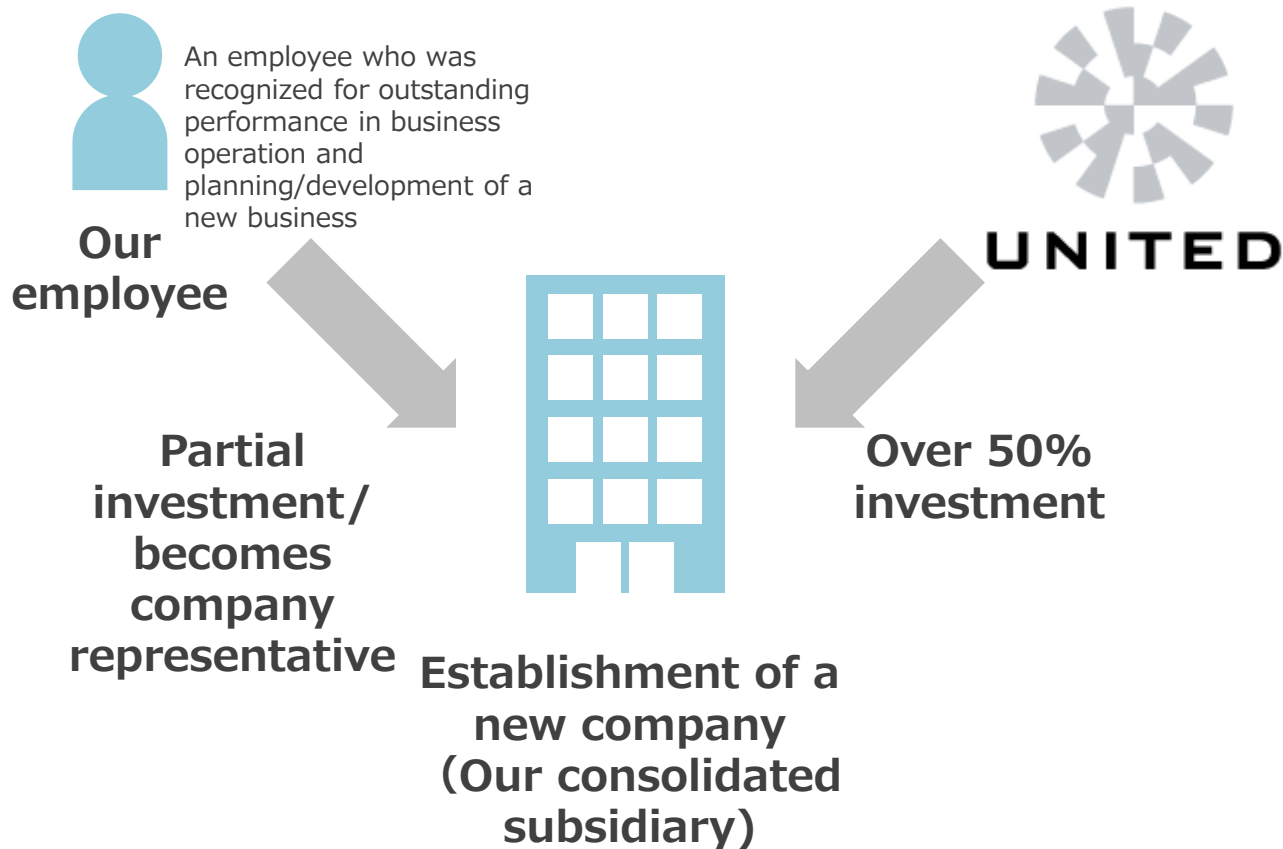 An employee who was
recognized for outstanding
performance in business
operation and
planning/development of a
new business
Our
employee
UNITED
Partial
investment/
becomes
company
representative
Over 50%
investment
Establishment of a
new company
（Our consolidated
subsidiary)